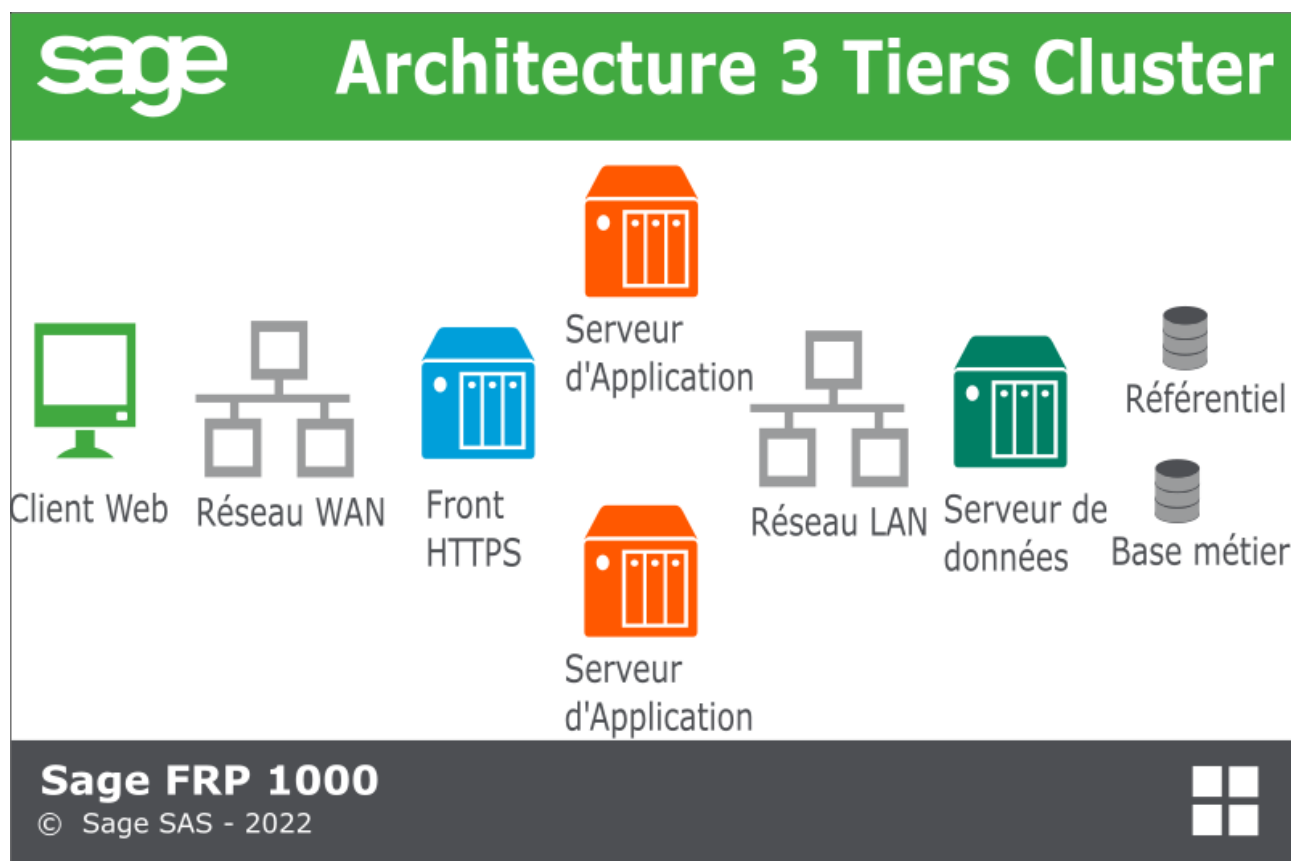 sage
Architecture 3 Tiers Cluster
Serveur
d'Application
Client Web
Réseau WAN
Front
HTTPS
Réseau LAN
Serveur de
données
Référentiel
Base métier
Serveur
d'Application
Sage FRP 1000
© Sage SAS - 2022